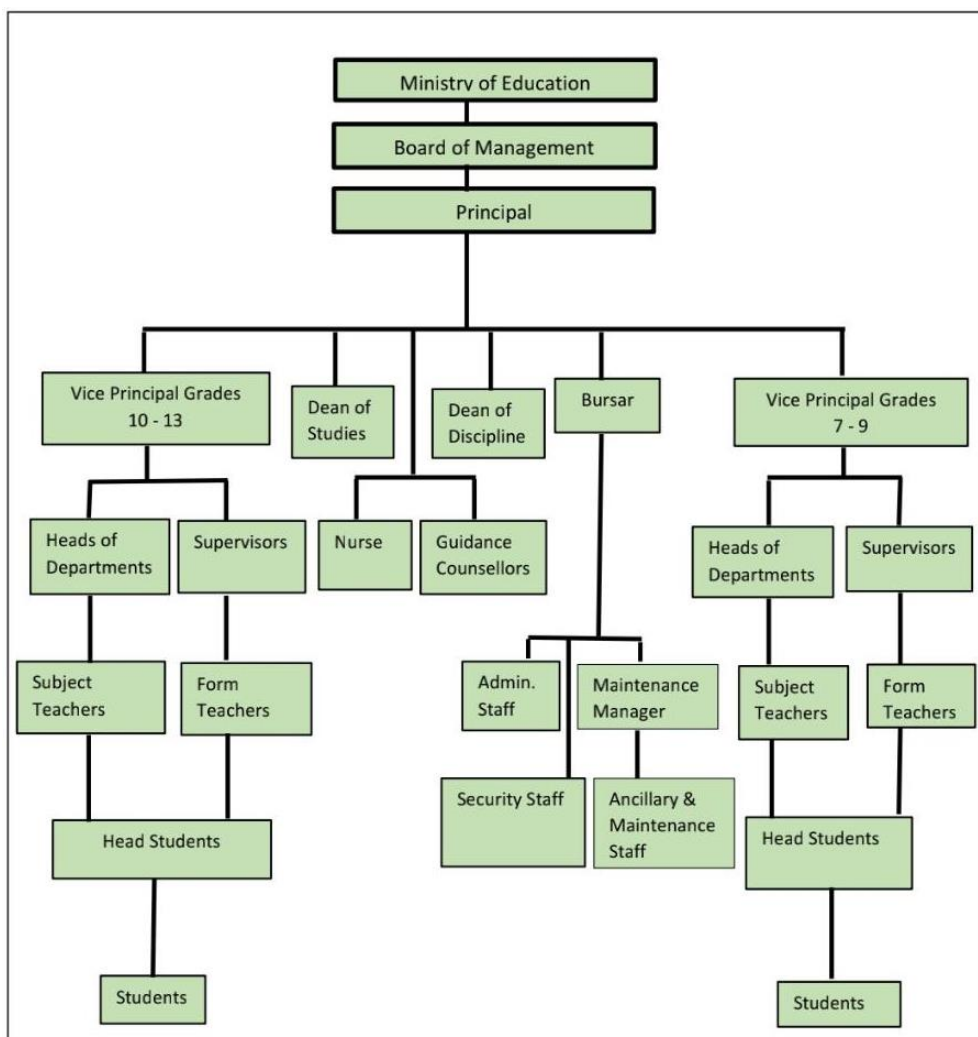 Ministry of Education
Board of Management
Principal
Vice Principal Grades
10 - 13
Dean of
Studies
Dean of
Discipline
Bursar
Vice Principal Grades
7 - 9
Heads of
Departments
Supervisors
Nurse
Guidance
Counsellors
Heads of
Departments
Supervisors
Subject
Teachers
Form
Teachers
Admin.
Staff
Maintenance
Manager
Subject
Teachers
Form
Teachers
Security Staff
Ancillary &
Maintenance
Staff
Head Students
Head Students
Students
Students